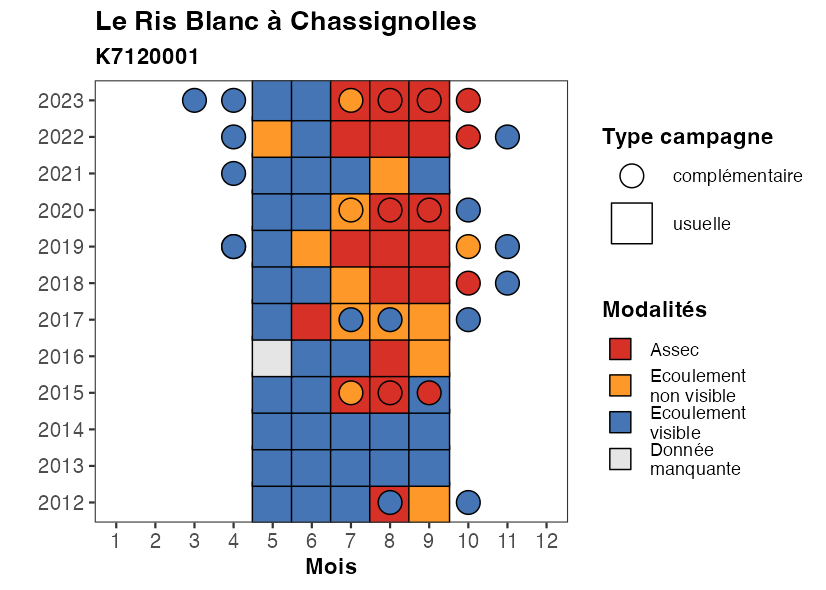 Le Ris Blanc à Chassignolles
K7120001
2023
2022
2021
2020
2019
2018
2017
2016
2015
2014
2013
2012
1 2 3 4 5 6 7 8 9 10 11 12
Mois
Type campagne
complémentaire
usuelle
Modalités
Assec
Ecoulement
non visible
Ecoulement
visible
Donnée
manquante